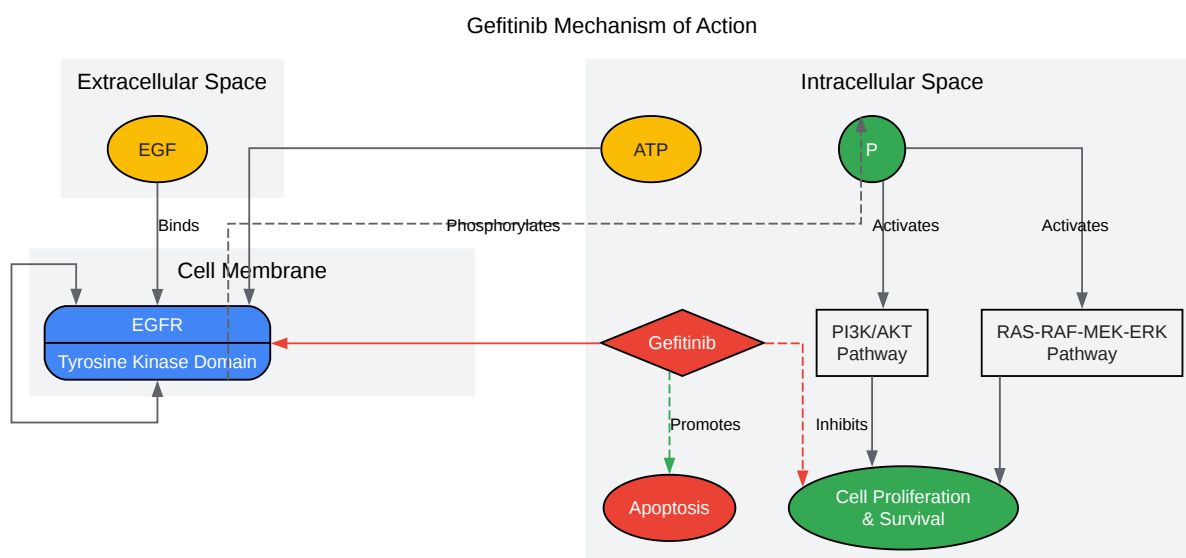 Gefitinib Mechanism of Action
Extracellular Space
Intracellular Space
EGF
ATP
P
Binds
Phosphorylates
Activates
Activates
Cell Membrane
EGFR
Tyrosine Kinase Domain
Gefitinib
PI3K/AKT
Pathway
RAS-RAF-MEK-ERK
Pathway
Promotes
Inhibits
Apoptosis
Cell Proliferation
& Survival